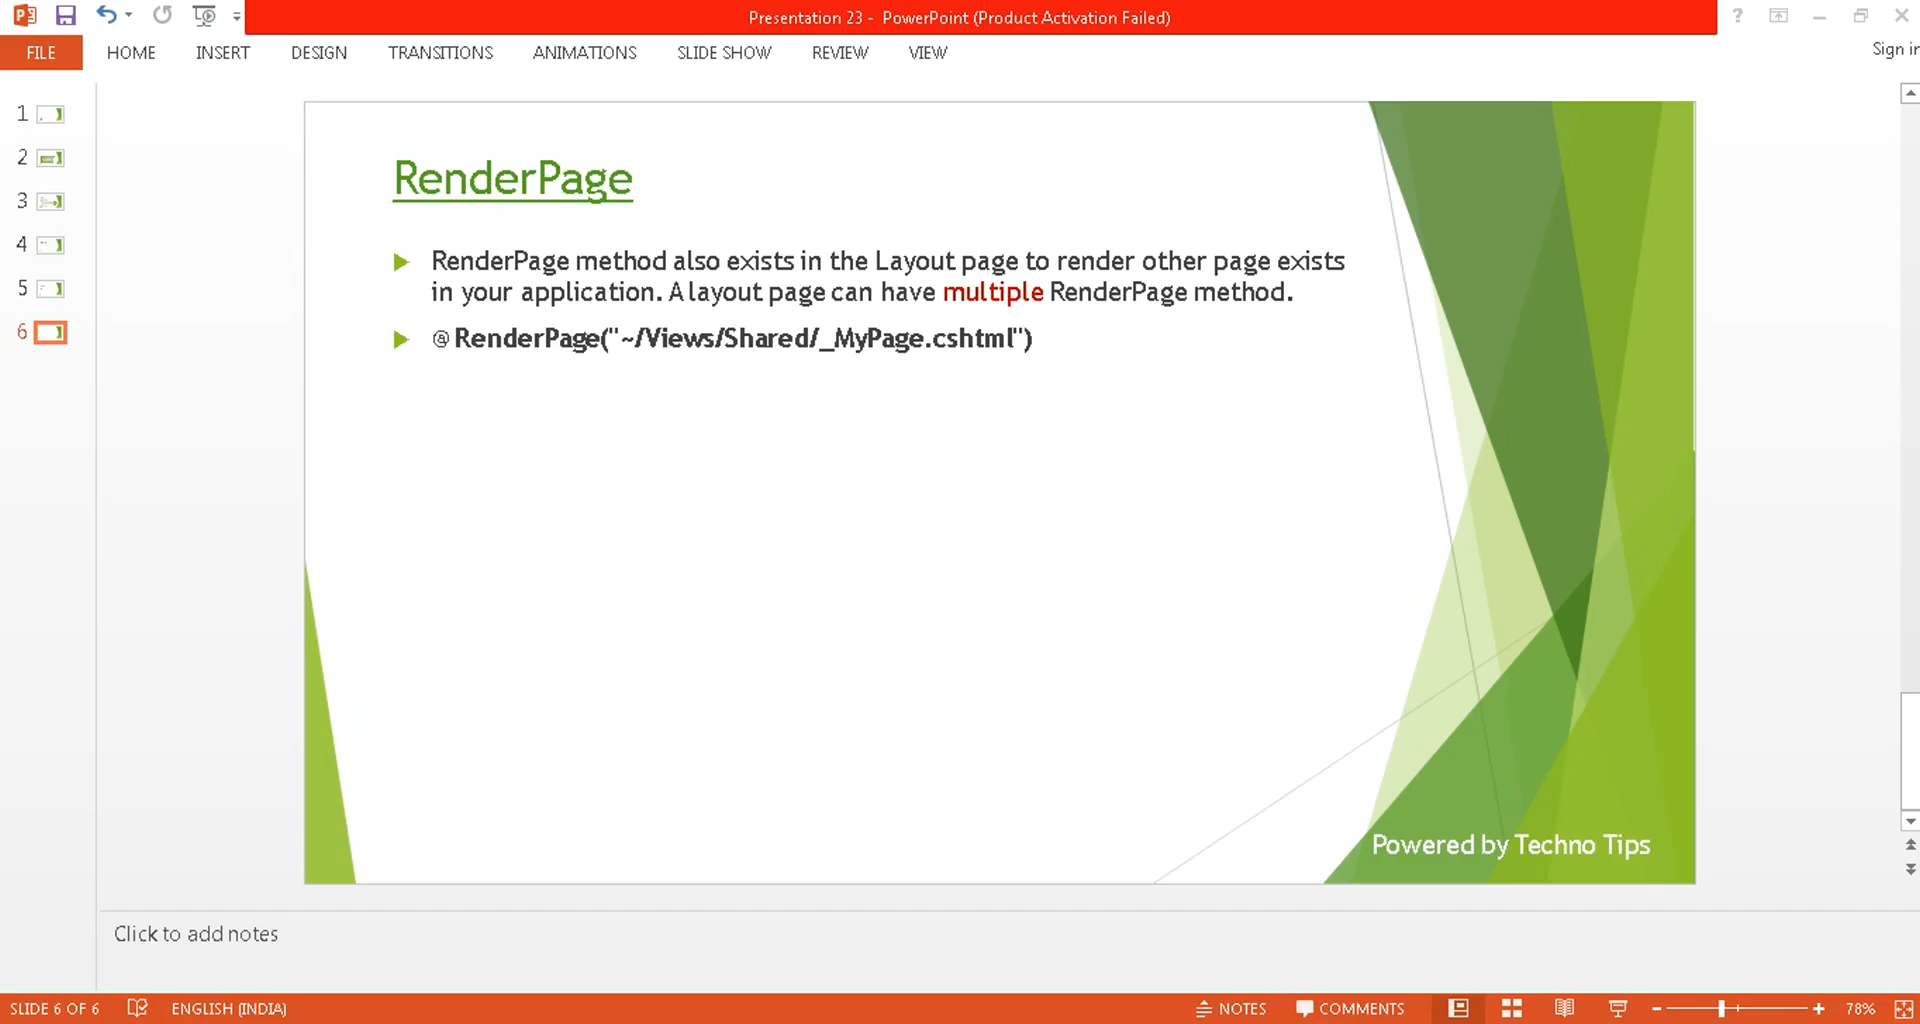 Presentation 23 - PowerPoint (Product Activation Failed)
?
FILE HOME INSERT DESIGN TRANSITIONS ANIMATIONS SLIDE SHOW REVIEW VIEW
Sign in
1
2
3
4
5
6
RenderPage
RenderPage method also exists in the Layout page to render other page exists
in your application. A layout page can have multiple RenderPage method.
@RenderPage("~/Views/Shared/_MyPage.cshtml")
Powered by Techno Tips
Click to add notes
SLIDE 6 OF 6 ENGLISH (INDIA) NOTES COMMENTS 78%